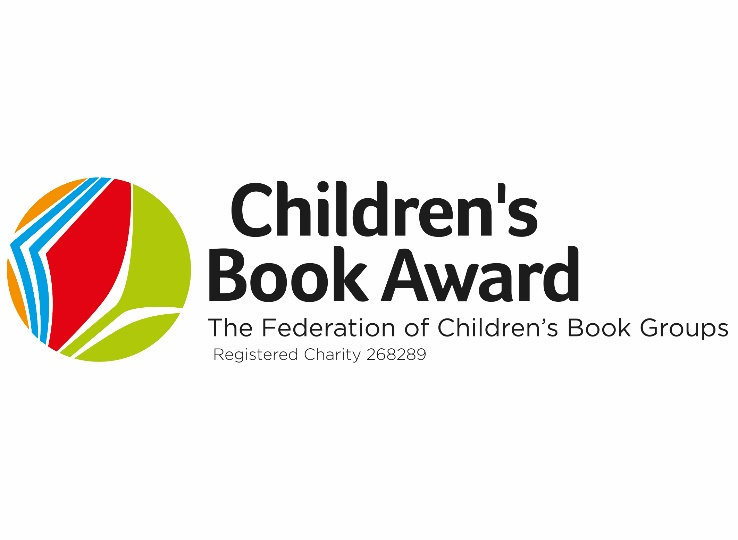 Children's
Book Award
The Federation of Children’s Book Groups
Registered Charity 268289